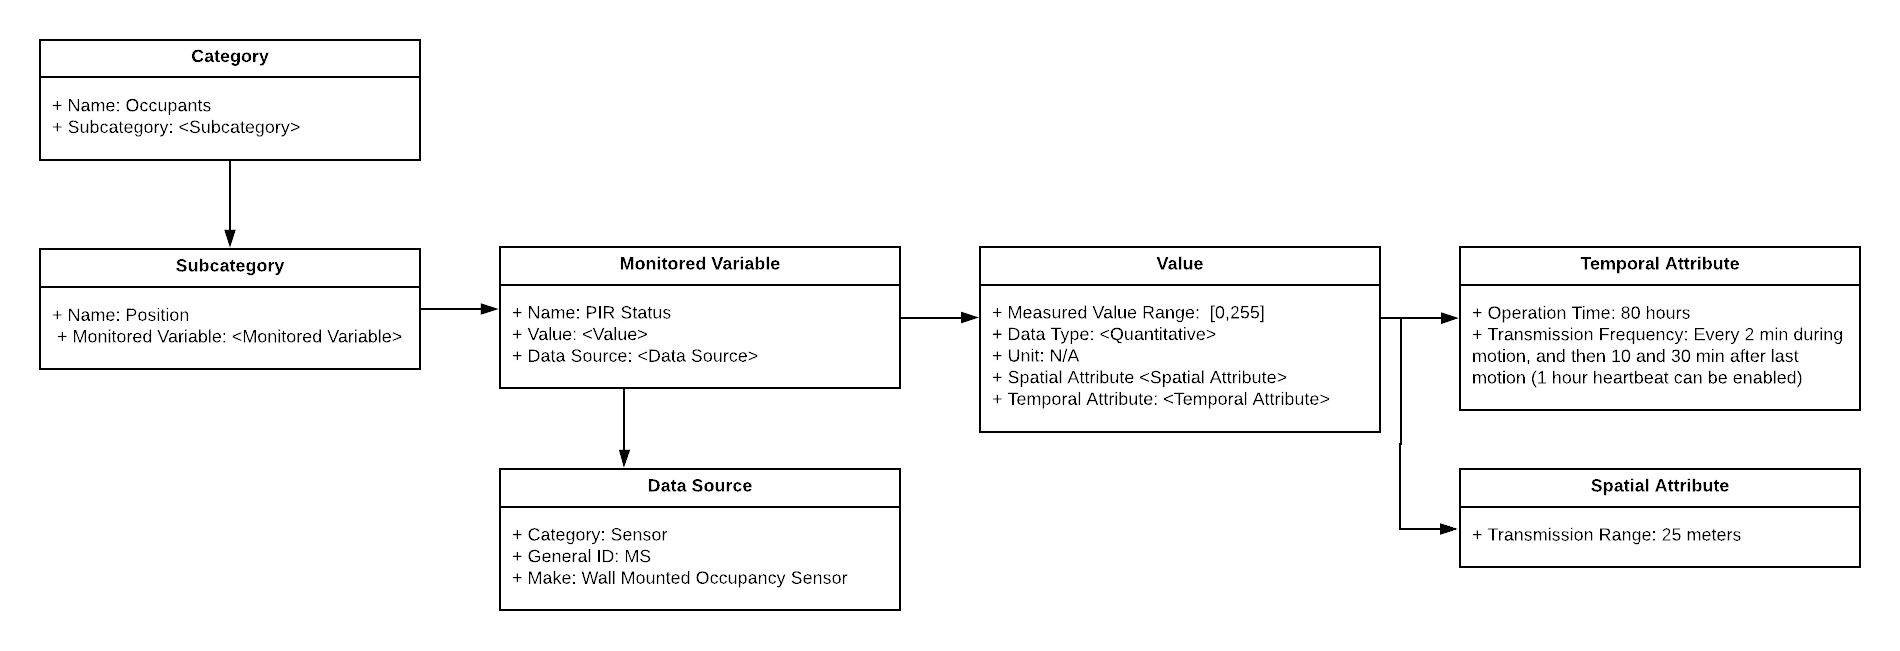 Category
+ Name: Occupants
+ Subcategory: <Subcategory>
Subcategory
+ Name: Position
+ Monitored Variable: <Monitored Variable>
Monitored Variable
+ Name: PIR Status
+ Value: <Value>
+ Data Source: <Data Source>
Data Source
+ Category: Sensor
+ General ID: MS
+ Make: Wall Mounted Occupancy Sensor
Value
+ Measured Value Range: [0,255]
+ Data Type: <Quantitative>
+ Unit: N/A
+ Spatial Attribute <Spatial Attribute>
+ Temporal Attribute: <Temporal Attribute>
Temporal Attribute
+ Operation Time: 80 hours
+ Transmission Frequency: Every 2 min during
motion, and then 10 and 30 min after last
motion (1 hour heartbeat can be enabled)
Spatial Attribute
+ Transmission Range: 25 meters